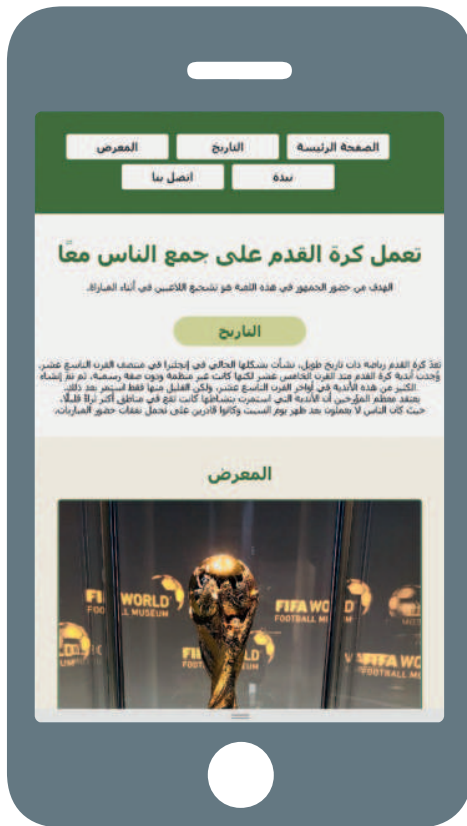 الصفحة الرئيسة
التاريخ
المعرض
نبذة
اتصل بنا
تعمل كرة القدم على جمع الناس معًا
الهدف من حضور الجمهور في هذه اللعبة هو تشجيع اللاعبين في أثناء المباراة.
التاريخ
تعدّ كرة القدم رياضة ذات تاريخ طويل، نشأت بشكلها الحالي في إنجلترا في منتصف القرن التاسع عشر.
وُجدت أندية كرة القدم منذ القرن الخامس عشر لكنها كانت غير منظمة ودون صفة رسمية. ثم تمّ إنشاء
الكثير من هذه الأندية في أواخر القرن التاسع عشر، ولكن القليل منها فقط استمر بعد ذلك.
يعتقد معظم المؤرخين أن الأندية التي استمرت بنشاطها كانت تقع في مناطق أكثر ثراءً قليلًا،
حيث كان الناس لا يعملون بعد ظهر يوم السبت وكانوا قادرين على تحمل نفقات حضور المباريات.
المعرض
FIFA WORLD
FOOTBALL MUSEUM
FIFA WORLD
FOOTBALL MUSEUM
FIFA WORLD
FOOTBALL MUSEUM
FIFA WO
FOOTBALL MU